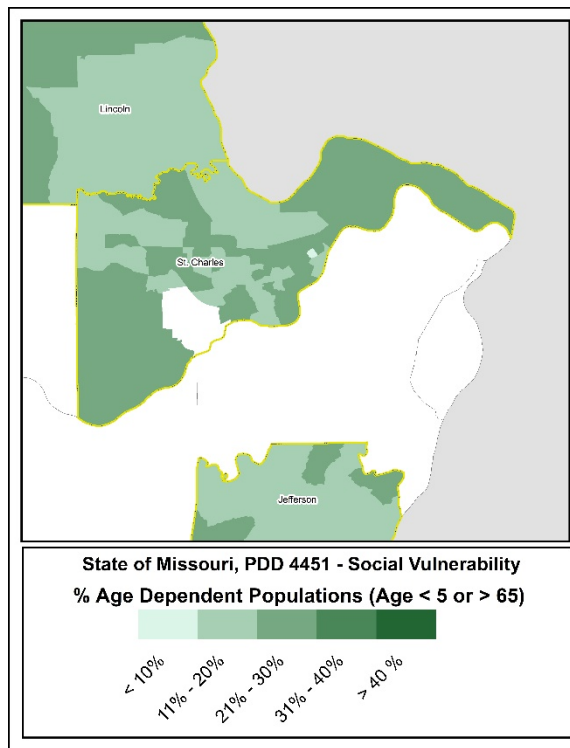 Lincoln
St. Charles
Jefferson
State of Missouri, PDD 4451 - Social Vulnerability
% Age Dependent Populations (Age < 5 or > 65)
< 10%
11% - 20%
21% - 30%
31% - 40%
> 40 %